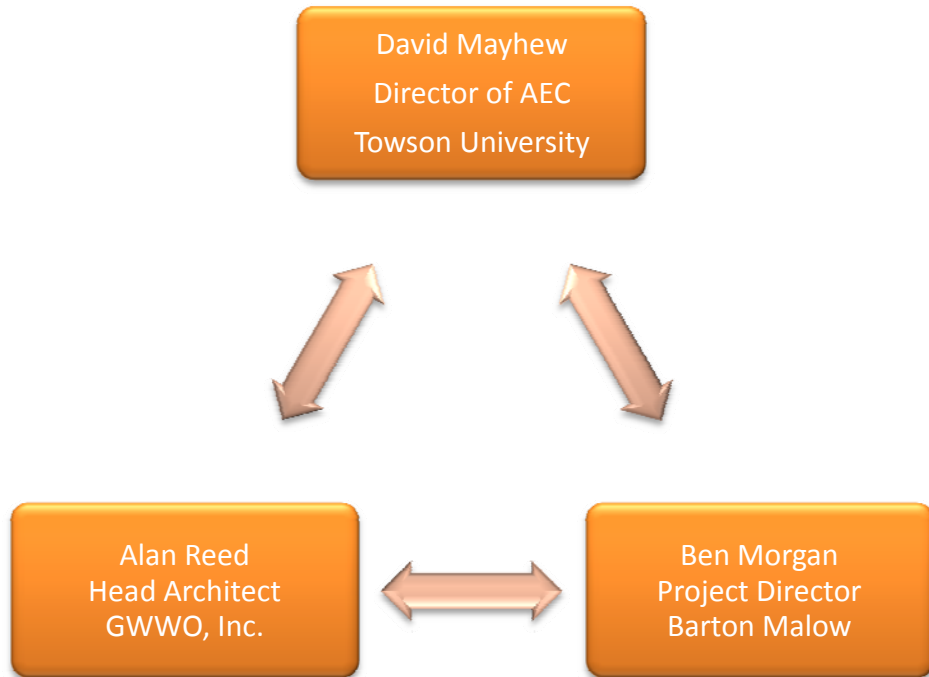 David Mayhew
Director of AEC
Towson University
Alan Reed
Head Architect
GWWO, Inc.
Ben Morgan
Project Director
Barton Malow